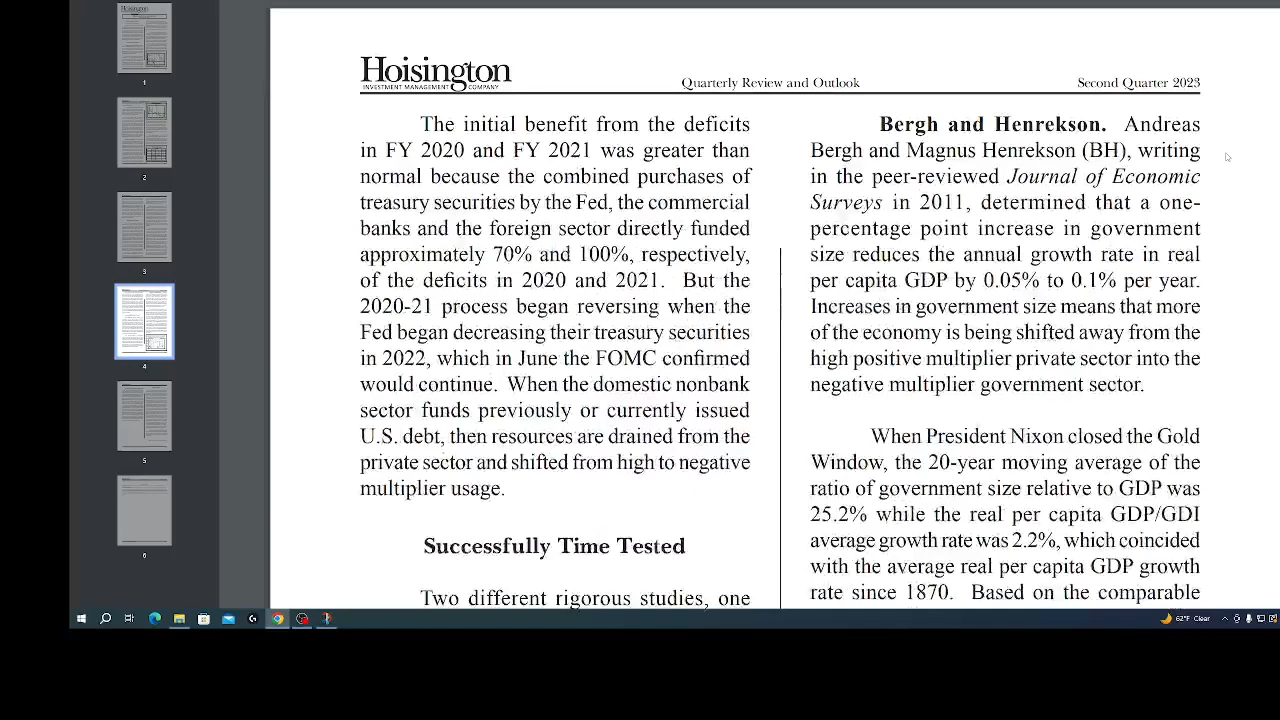 Hoisington
INVESTMENT MANAGEMENT COMPANY
Quarterly Review and Outlook
Second Quarter 2023
The initial benefit from the deficits
in FY 2020 and FY 2021 was greater than
normal because the combined purchases of
treasury securities by the Fed, the commercial
banks and the foreign sector directly funded
approximately 70% and 100%, respectively,
of the deficits in 2020 and 2021. But the
2020-21 process began reversing when the
Fed began decreasing their treasury securities
in 2022, which in June the FOMC confirmed
would continue. When the domestic nonbank
sector funds previously or currently issued
U.S. debt, then resources are drained from the
private sector and shifted from high to negative
multiplier usage.
Successfully Time Tested
Two different rigorous studies, one
Bergh and Henrekson. Andreas
Bergh and Magnus Henrekson (BH), writing
in the peer-reviewed Journal of Economic
Surveys in 2011, determined that a one-
percentage point increase in government
size reduces the annual growth rate in real
per capita GDP by 0.05% to 0.1% per year.
Increases in government size means that more
of the economy is being shifted away from the
high positive multiplier private sector into the
negative multiplier government sector.
When President Nixon closed the Gold
Window, the 20-year moving average of the
ratio of government size relative to GDP was
25.2% while the real per capita GDP/GDI
average growth rate was 2.2%, which coincided
with the average real per capita GDP growth
rate since 1870. Based on the comparable
1
2
3
4
5
6
62°F Clear